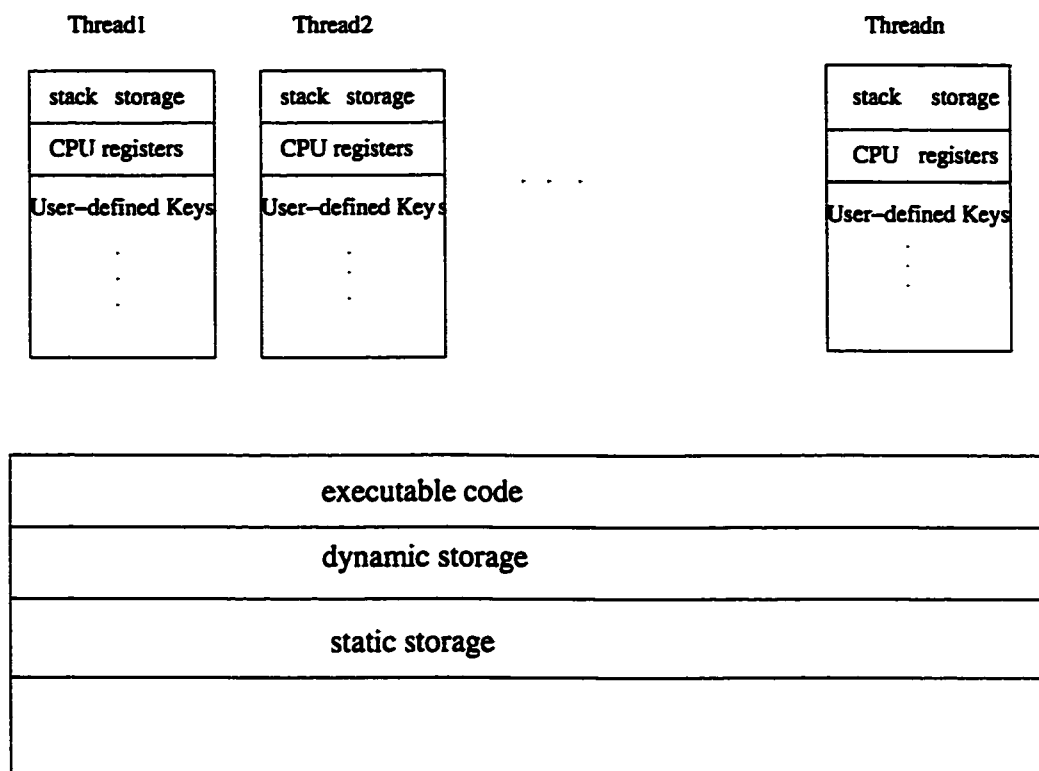 Thread1 Thread2 Threadn
stack storage stack storage stack storage
CPU registers CPU registers CPU registers
. . .
User-defined Keys User-defined Keys User-defined Keys
executable code
dynamic storage
static storage